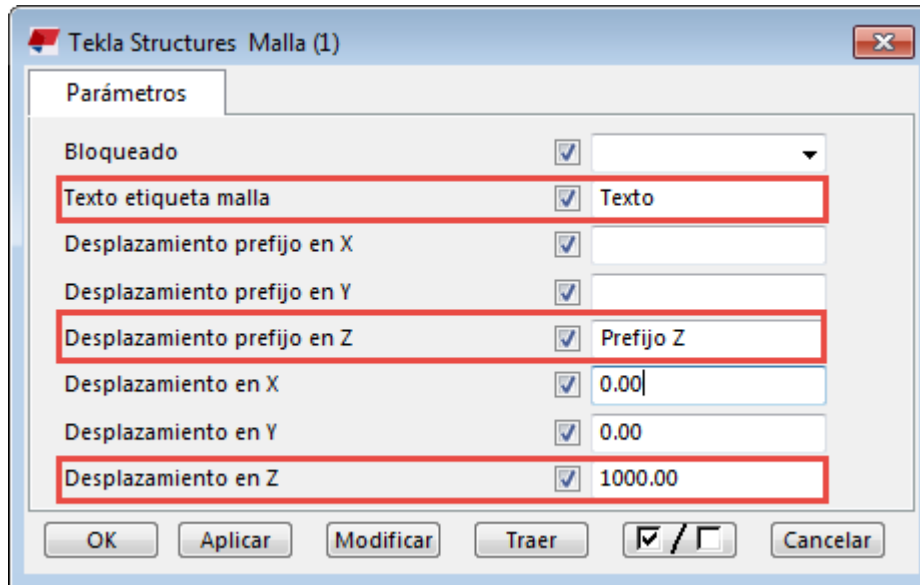 Tekla Structures Malla (1)
Parámetros
Bloqueado
Texto etiqueta malla Texto
Desplazamiento prefijo en X
Desplazamiento prefijo en Y
Desplazamiento prefijo en Z Prefijo Z
Desplazamiento en X 0.00
Desplazamiento en Y 0.00
Desplazamiento en Z 1000.00
OK Aplicar Modificar Traer / Cancelar